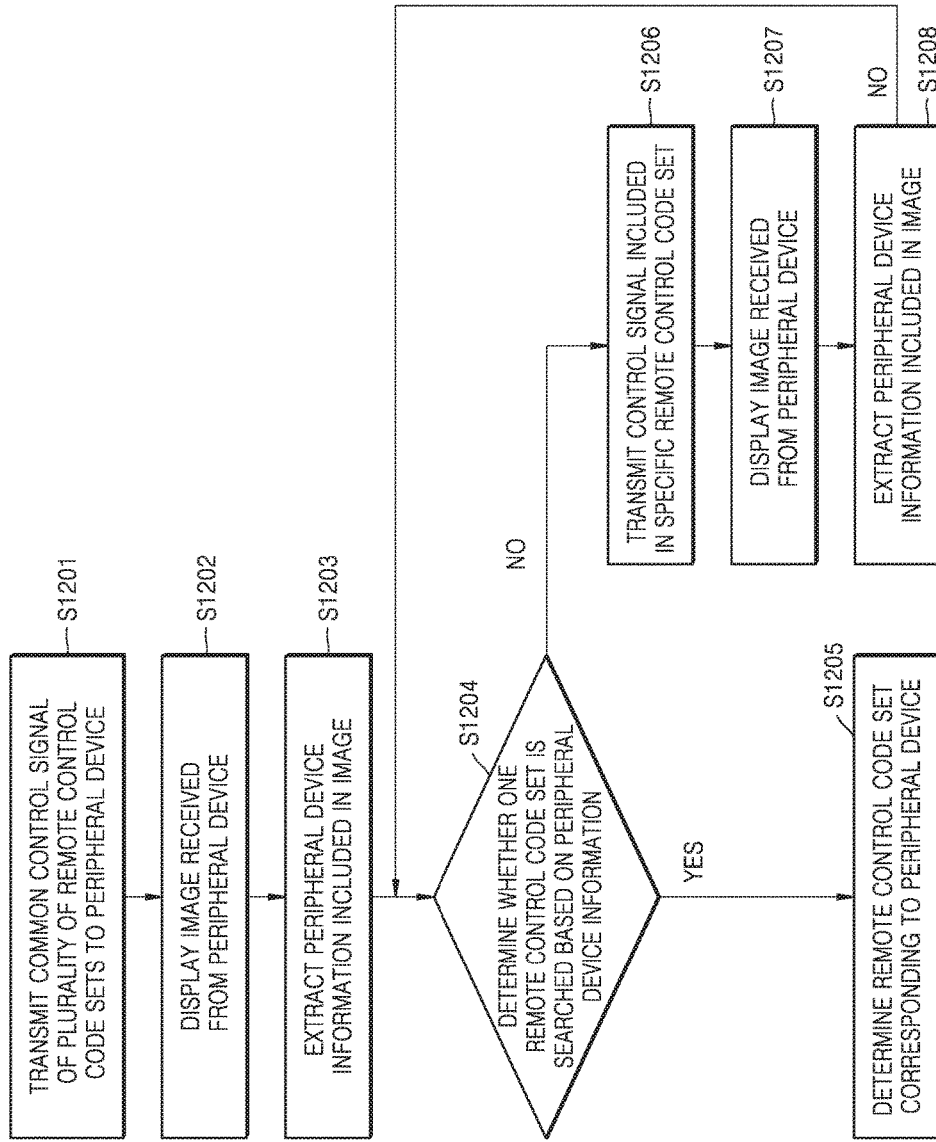 TRANSMIT COMMON CONTROL SIGNAL
OF PLURALITY OF REMOTE CONTROL
CODE SETS TO PERIPHERAL DEVICE
S1201
DISPLAY IMAGE RECEIVED
FROM PERIPHERAL DEVICE
S1202
EXTRACT PERIPHERAL DEVICE
INFORMATION INCLUDED IN IMAGE
S1203
S1204
DETERMINE WHETHER ONE
REMOTE CONTROL CODE SET IS
SEARCHED BASED ON PERIPHERAL
DEVICE INFORMATION
YES
NO
S1205
DETERMINE REMOTE CONTROL CODE SET
CORRESPONDING TO PERIPHERAL DEVICE
TRANSMIT CONTROL SIGNAL INCLUDED
IN SPECIFIC REMOTE CONTROL CODE SET
S1206
DISPLAY IMAGE RECEIVED
FROM PERIPHERAL DEVICE
S1207
EXTRACT PERIPHERAL DEVICE
INFORMATION INCLUDED IN IMAGE
NO
S1208